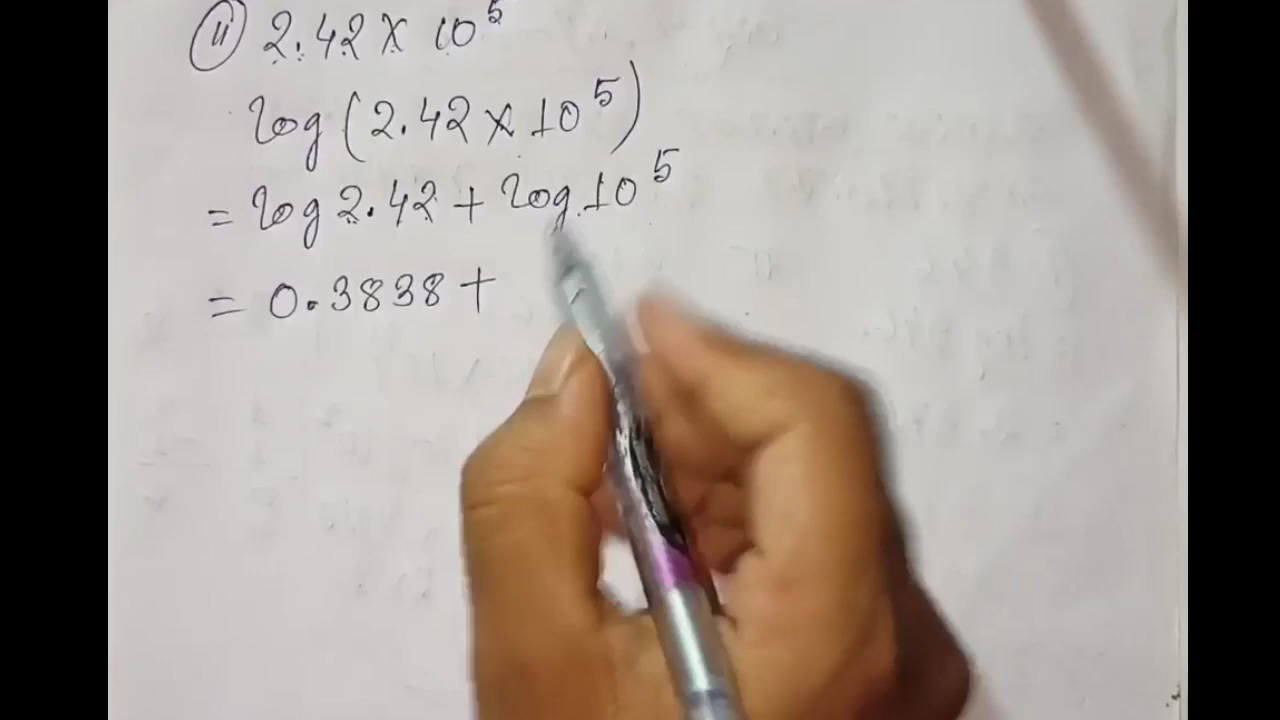 (ii) 2.42 × 10⁵
log (2.42 × 10⁵)
= log 2.42 + log 10⁵
= 0.3838 +